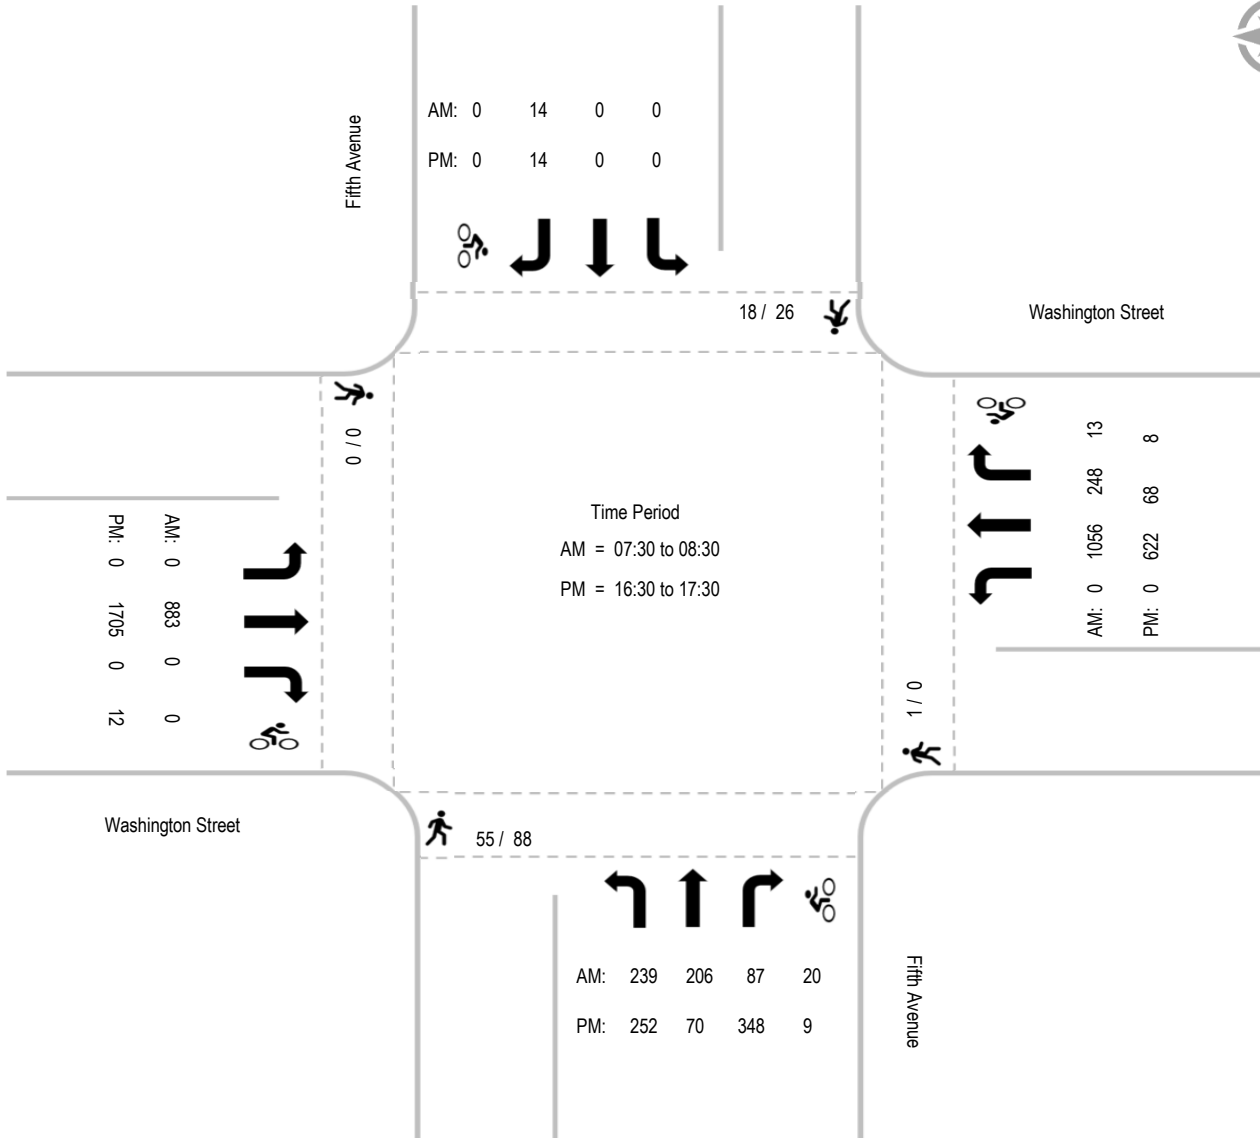 Fifth Avenue
AM: 0 14 0 0
PM: 0 14 0 0
18 / 26
Washington Street
0 / 0
AM: 0 1056 248 13
PM: 0 622 68 8
Time Period
AM = 07:30 to 08:30
PM = 16:30 to 17:30
AM: 0 883 0 0
PM: 0 1705 0 12
1 / 0
Washington Street
55 / 88
AM: 239 206 87 20
PM: 252 70 348 9
Fifth Avenue